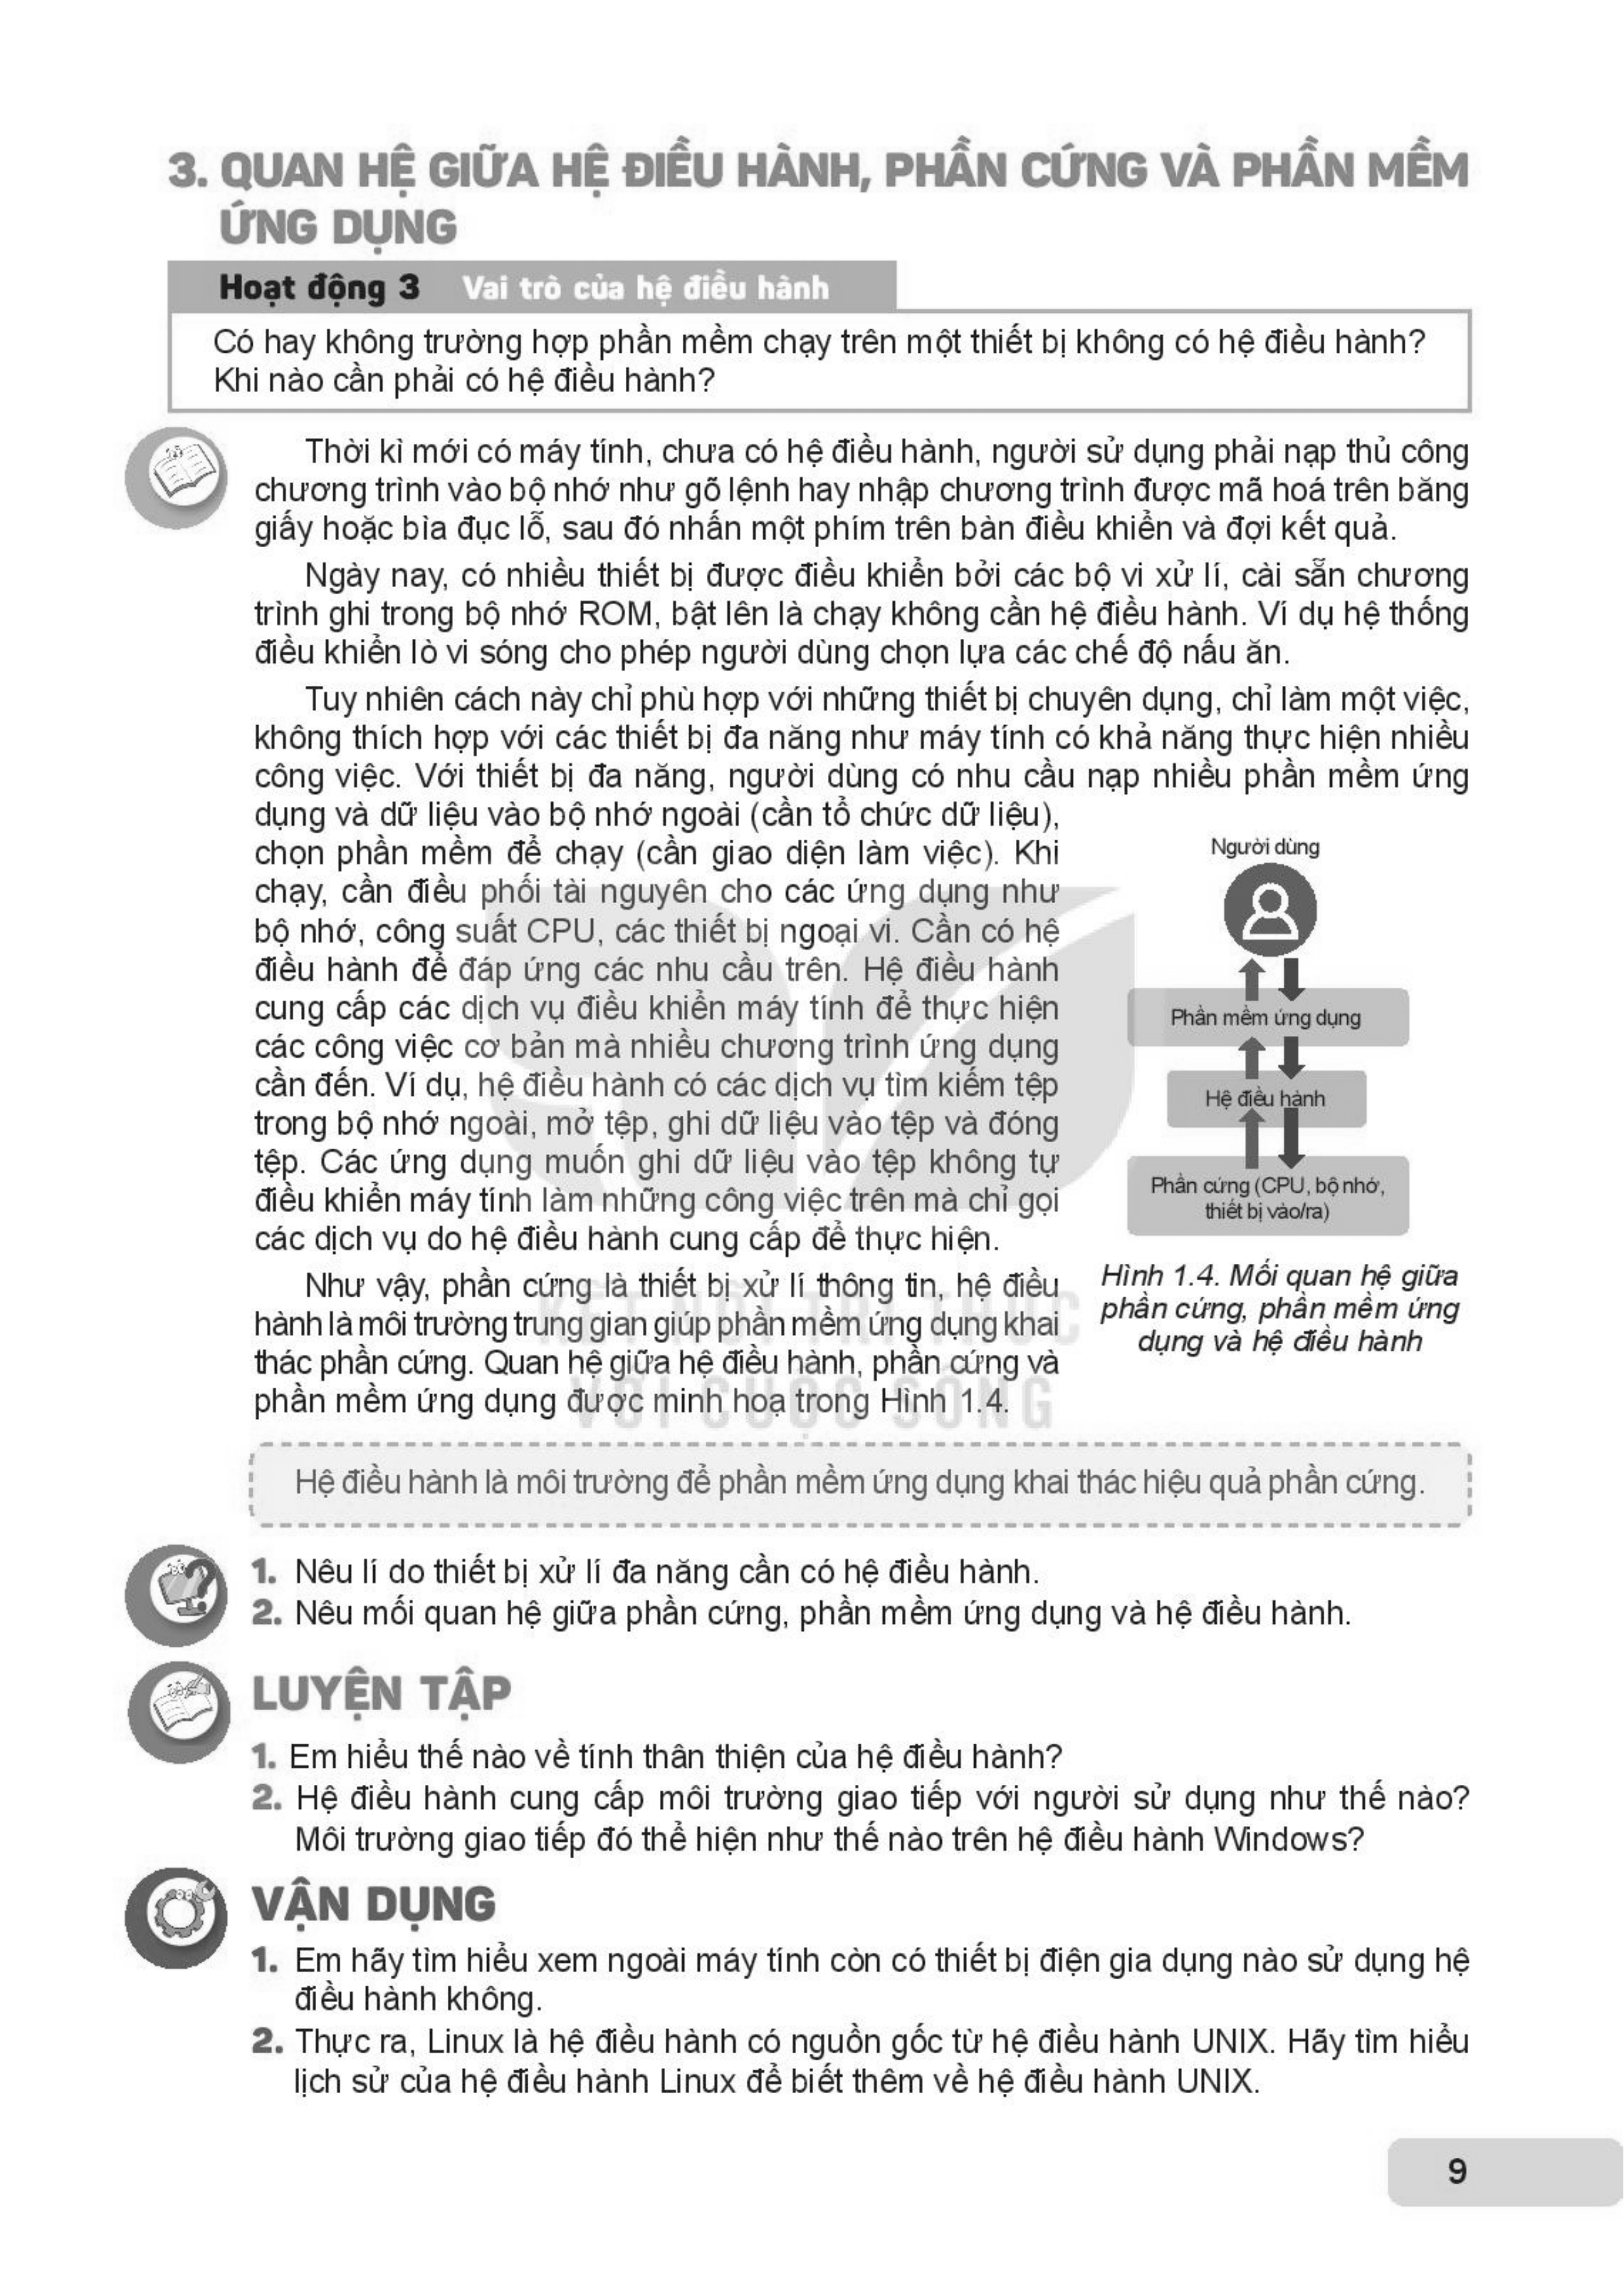 3. QUAN HỆ GIỮA HỆ ĐIỀU HÀNH, PHẦN CỨNG VÀ PHẦN MỀM
ỨNG DỤNG
Hoạt động 3 Vai trò của hệ điều hành
Có hay không trường hợp phần mềm chạy trên một thiết bị không có hệ điều hành?
Khi nào cần phải có hệ điều hành?
Thời kì mới có máy tính, chưa có hệ điều hành, người sử dụng phải nạp thủ công
chương trình vào bộ nhớ như gõ lệnh hay nhập chương trình được mã hoá trên băng
giấy hoặc bìa đục lỗ, sau đó nhấn một phím trên bàn điều khiển và đợi kết quả.
Ngày nay, có nhiều thiết bị được điều khiển bởi các bộ vi xử lí, cài sẵn chương
trình ghi trong bộ nhớ ROM, bật lên là chạy không cần hệ điều hành. Ví dụ hệ thống
điều khiển lò vi sóng cho phép người dùng chọn lựa các chế độ nấu ăn.
Tuy nhiên cách này chỉ phù hợp với những thiết bị chuyên dụng, chỉ làm một việc,
không thích hợp với các thiết bị đa năng như máy tính có khả năng thực hiện nhiều
công việc. Với thiết bị đa năng, người dùng có nhu cầu nạp nhiều phần mềm ứng
dụng và dữ liệu vào bộ nhớ ngoài (cần tổ chức dữ liệu),
chọn phần mềm để chạy (cần giao diện làm việc). Khi
chạy, cần điều phối tài nguyên cho các ứng dụng như
bộ nhớ, công suất CPU, các thiết bị ngoại vi. Cần có hệ
điều hành để đáp ứng các nhu cầu trên. Hệ điều hành
cung cấp các dịch vụ điều khiển máy tính để thực hiện
các công việc cơ bản mà nhiều chương trình ứng dụng
cần đến. Ví dụ, hệ điều hành có các dịch vụ tìm kiếm tệp
trong bộ nhớ ngoài, mở tệp, ghi dữ liệu vào tệp và đóng
tệp. Các ứng dụng muốn ghi dữ liệu vào tệp không tự
điều khiển máy tính làm những công việc trên mà chỉ gọi
các dịch vụ do hệ điều hành cung cấp để thực hiện.
Như vậy, phần cứng là thiết bị xử lí thông tin, hệ điều
hành là môi trường trung gian giúp phần mềm ứng dụng khai
thác phần cứng. Quan hệ giữa hệ điều hành, phần cứng và
phần mềm ứng dụng được minh hoạ trong Hình 1.4.
Người dùng
Phần mềm ứng dụng
Hệ điều hành
Phần cứng (CPU, bộ nhớ,
thiết bị vào/ra)
Hình 1.4. Mối quan hệ giữa
phần cứng, phần mềm ứng
dụng và hệ điều hành
KẾT NỐI TRI THỨC
VỚI CUỘC SỐNG
Hệ điều hành là môi trường để phần mềm ứng dụng khai thác hiệu quả phần cứng.
1. Nêu lí do thiết bị xử lí đa năng cần có hệ điều hành.
2. Nêu mối quan hệ giữa phần cứng, phần mềm ứng dụng và hệ điều hành.
LUYỆN TẬP
1. Em hiểu thế nào về tính thân thiện của hệ điều hành?
2. Hệ điều hành cung cấp môi trường giao tiếp với người sử dụng như thế nào?
Môi trường giao tiếp đó thể hiện như thế nào trên hệ điều hành Windows?
VẬN DỤNG
1. Em hãy tìm hiểu xem ngoài máy tính còn có thiết bị điện gia dụng nào sử dụng hệ
điều hành không.
2. Thực ra, Linux là hệ điều hành có nguồn gốc từ hệ điều hành UNIX. Hãy tìm hiểu
lịch sử của hệ điều hành Linux để biết thêm về hệ điều hành UNIX.
9